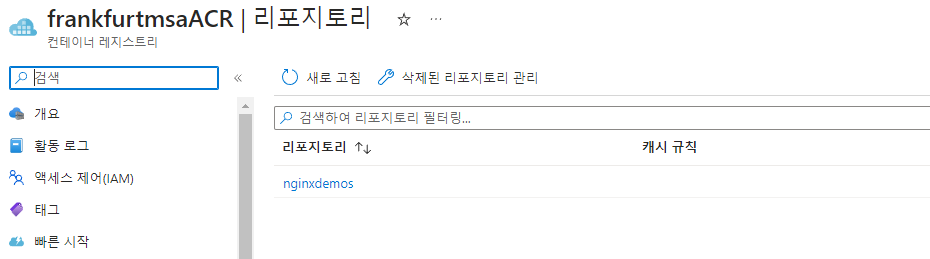 frankfurtmsaACR | 리포지토리 ☆ ···
컨테이너 레지스트리
검색 «
새로 고침 삭제된 리포지토리 관리
개요
검색하여 리포지토리 필터링...
활동 로그
리포지토리 ↑↓ 캐시 규칙
액세스 제어(IAM)
nginxdemos
태그
빠른 시작